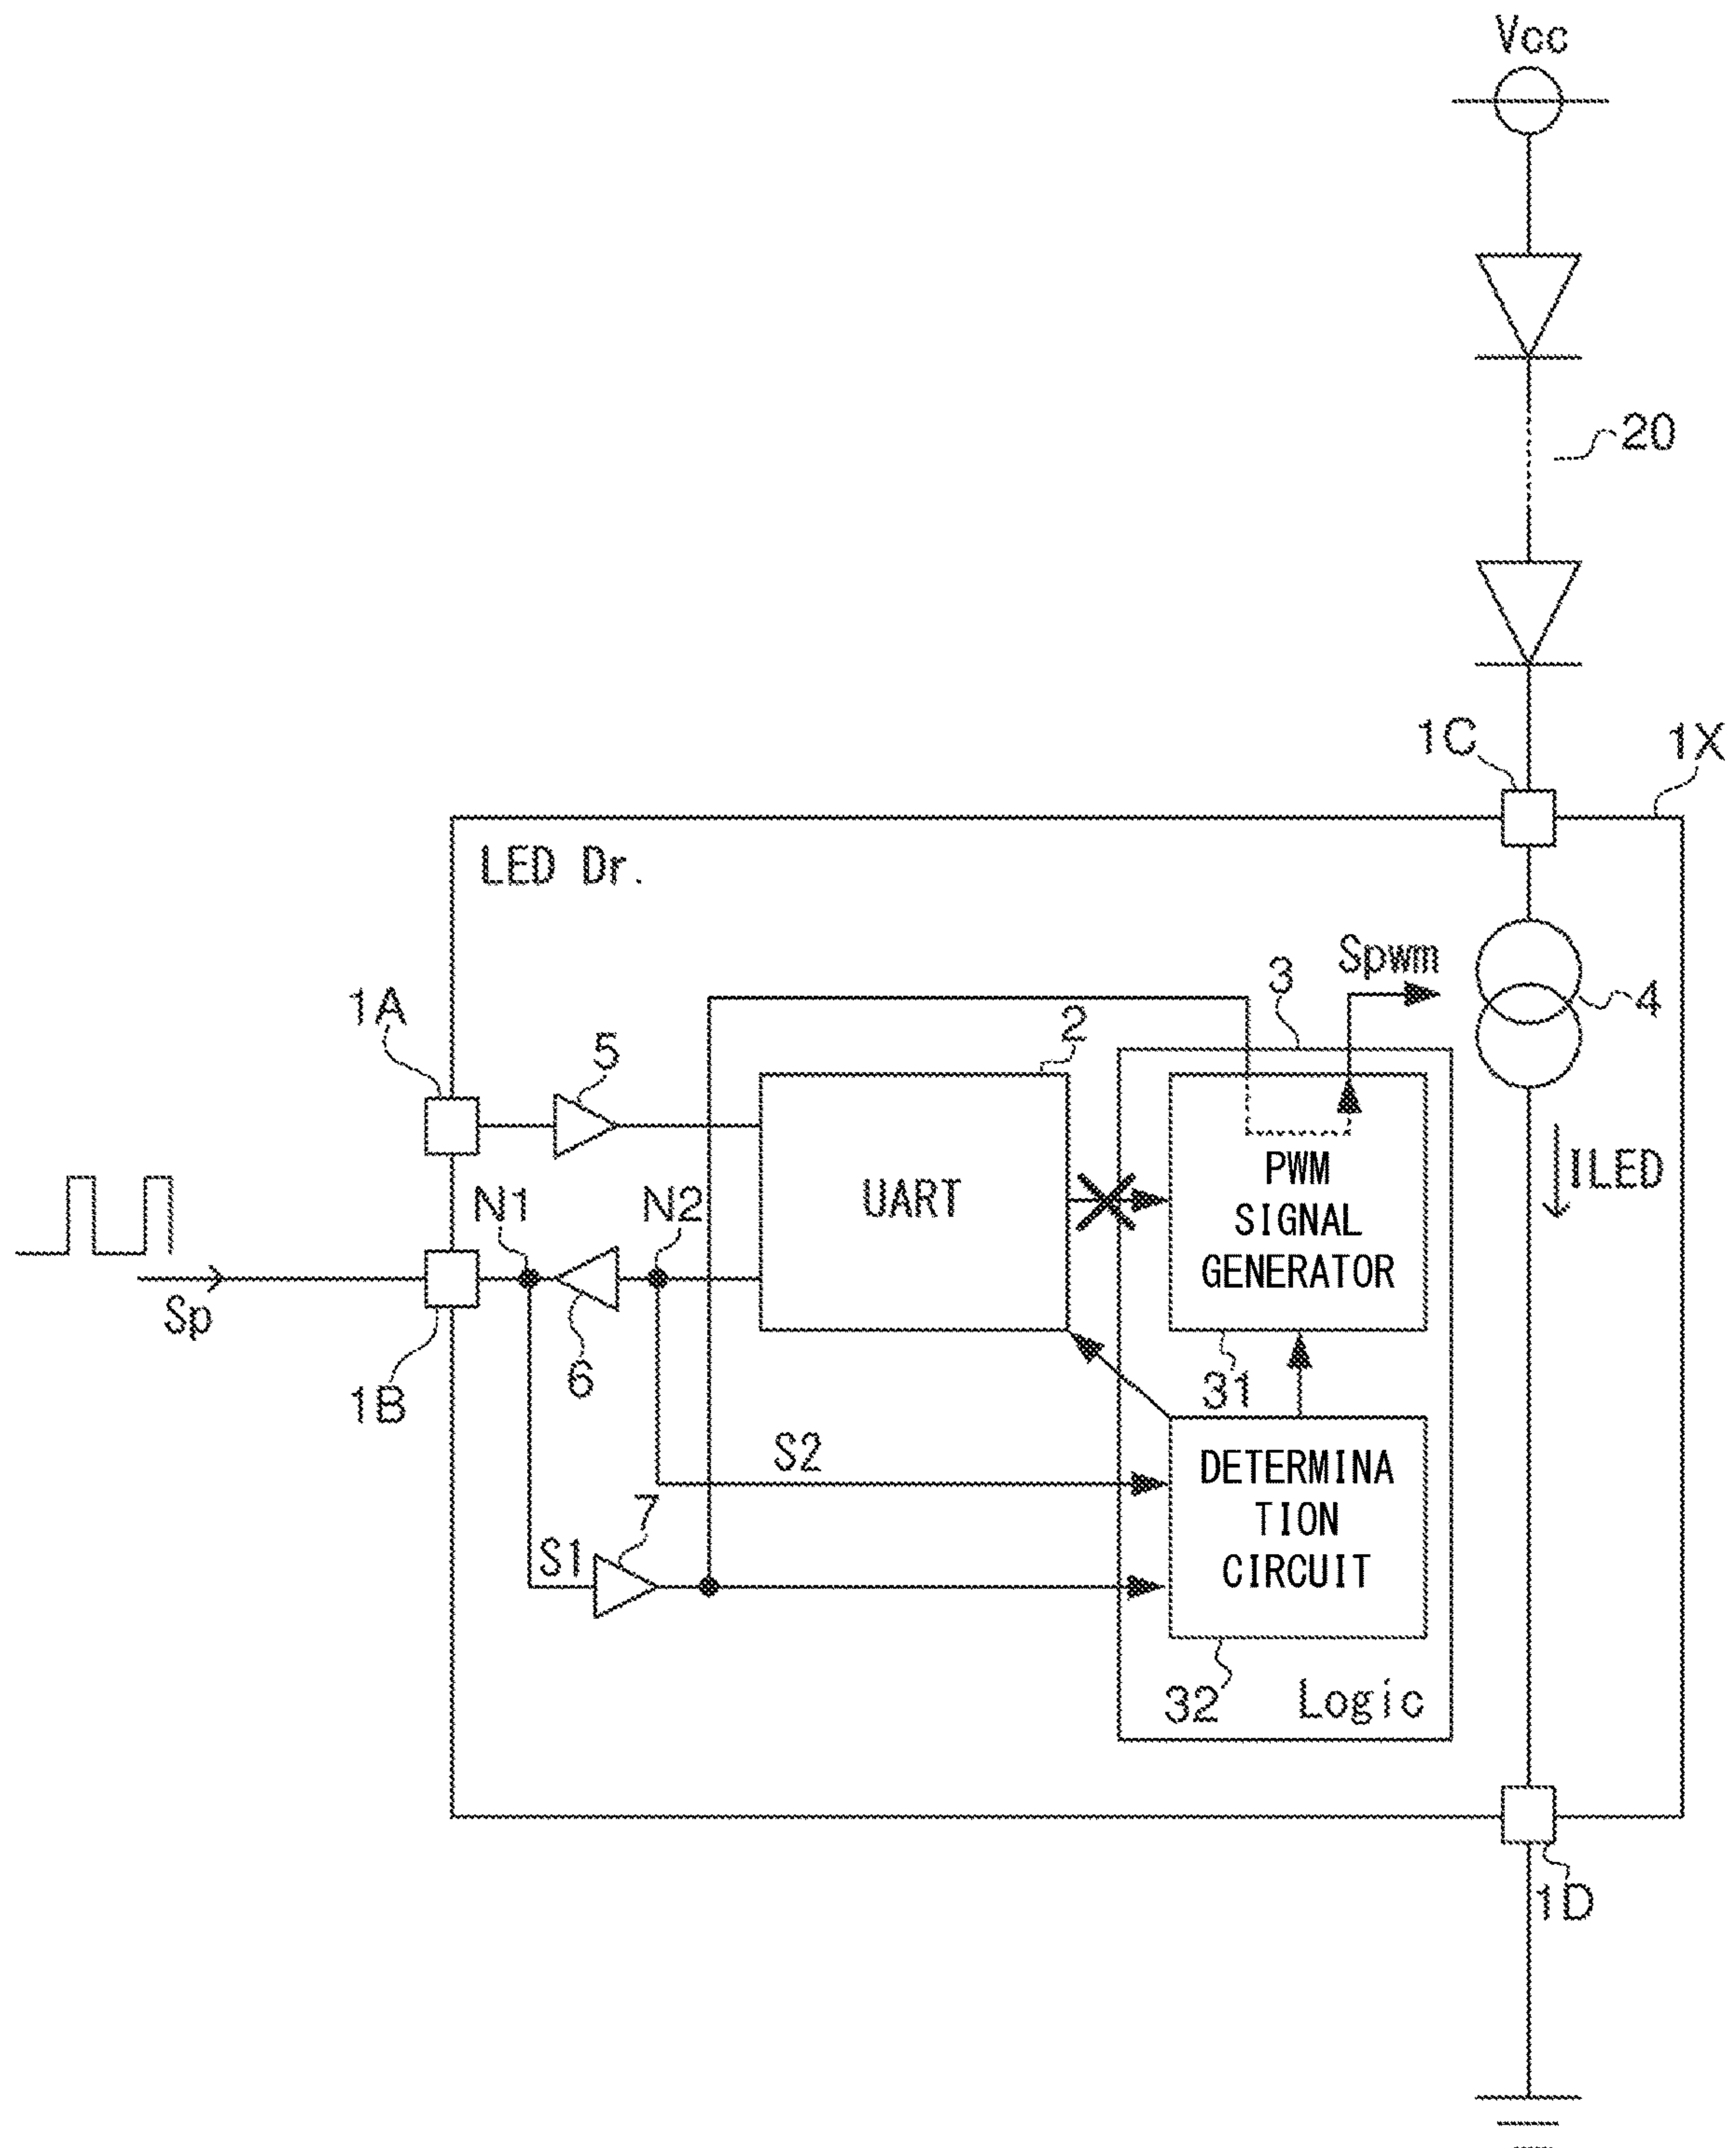 Vcc
20
1C
1X
LED Dr.
Spwm
3
4
1A
5
2
ILED
UART
PWM
SIGNAL
GENERATOR
N1
N2
Sp
6
1B
31
S2
DETERMINA
TION
CIRCUIT
7
S1
32
Logic
1D